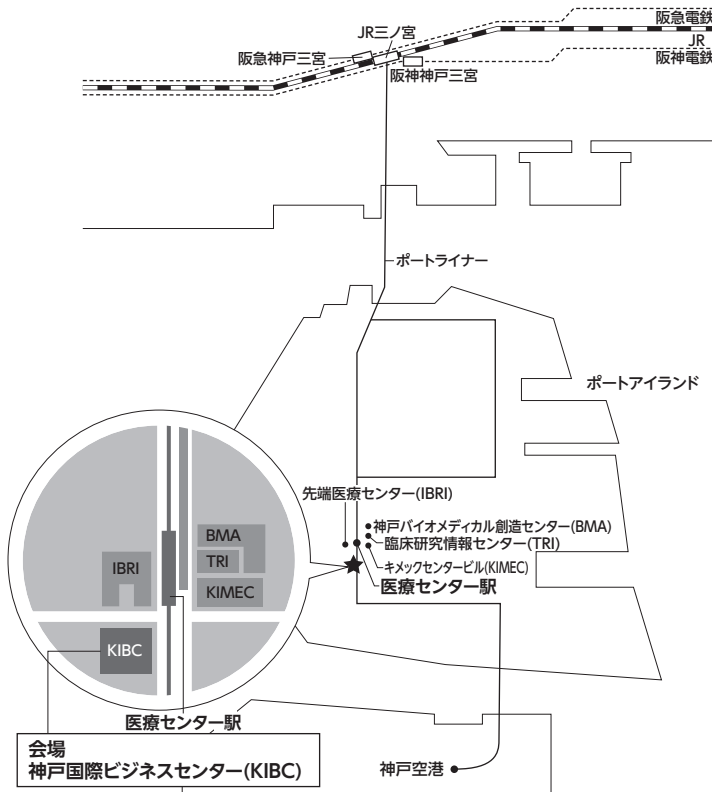 阪急電鉄
JR三ノ宮
JR
阪急神戸三宮
阪神電鉄
阪神神戸三宮
ポートライナー
ポートアイランド
先端医療センター(IBRI)
神戸バイオメディカル創造センター(BMA)
臨床研究情報センター(TRI)
キメックセンタービル(KIMEC)
医療センター駅
BMA
IBRI
TRI
KIMEC
KIBC
医療センター駅
会場
神戸国際ビジネスセンター(KIBC)
神戸空港